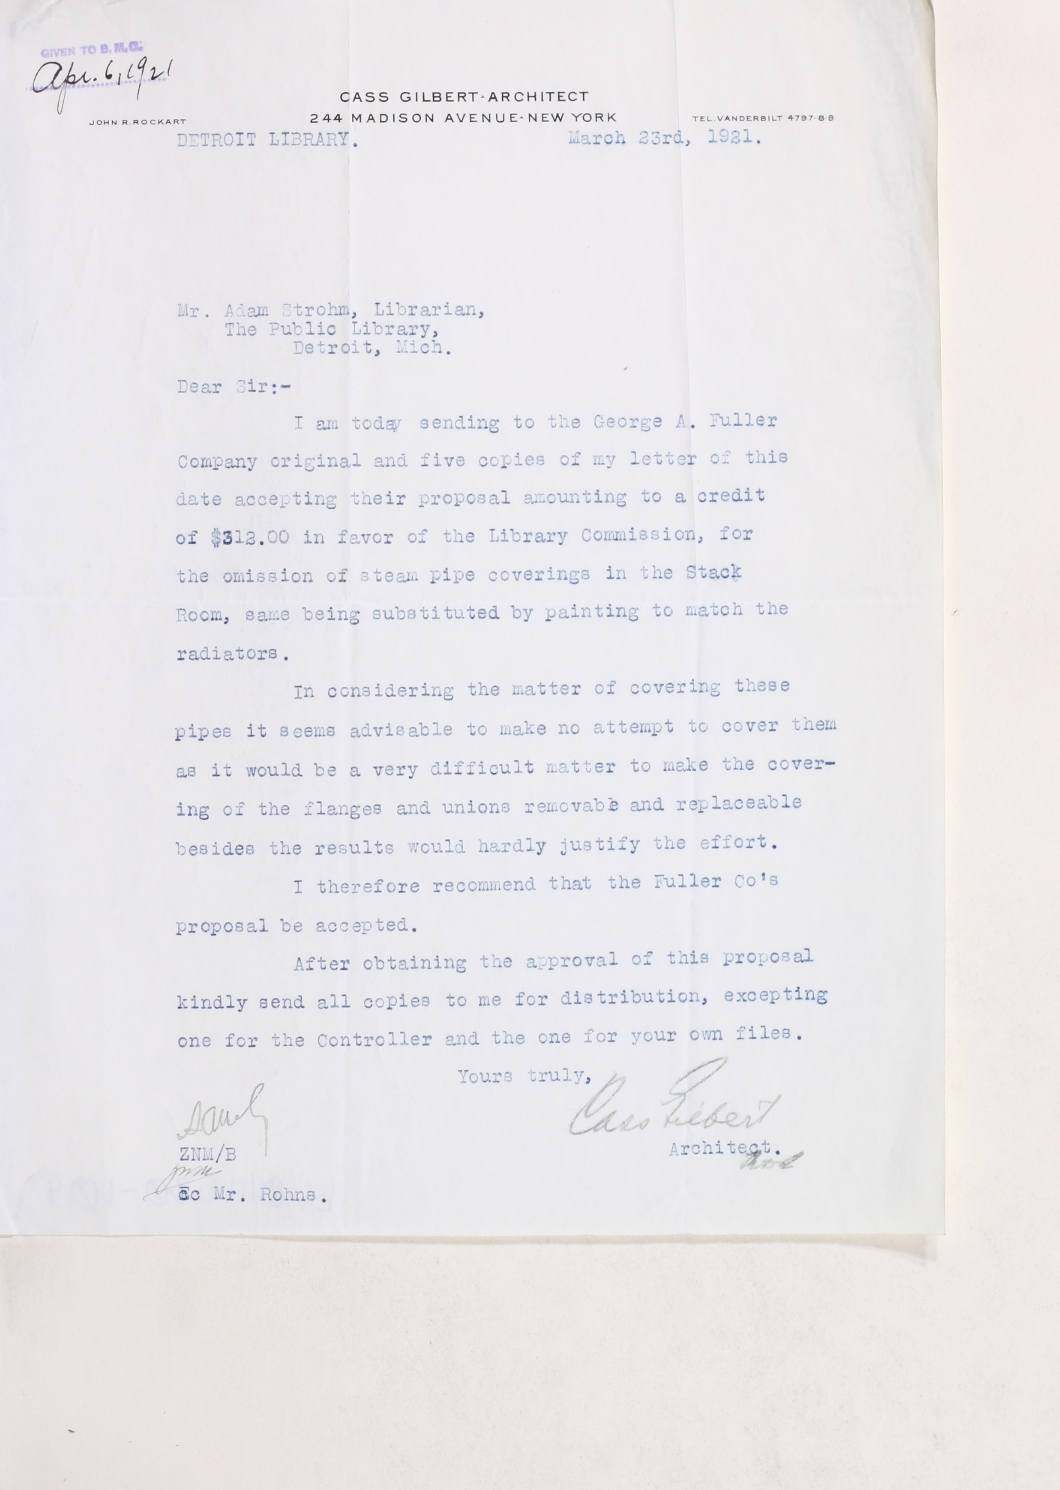 GIVEN TO B.M.C.
Apr. 6, 1921
CASS GILBERT·ARCHITECT
JOHN R. ROCKART
244 MADISON AVENUE·NEW YORK
TEL. VANDERBILT 4797-8-9
DETROIT LIBRARY.
March 23rd, 1921.
Mr. Adam Strohm, Librarian,
The Public Library,
Detroit, Mich.
Dear Sir:-
I am today sending to the George A. Fuller
Company original and five copies of my letter of this
date accepting their proposal amounting to a credit
of $312.00 in favor of the Library Commission, for
the omission of steam pipe coverings in the Stack
Room, same being substituted by painting to match the
radiators.
In considering the matter of covering these
pipes it seems advisable to make no attempt to cover them
as it would be a very difficult matter to make the cover-
ing of the flanges and unions removable and replaceable
besides the results would hardly justify the effort.
I therefore recommend that the Fuller Co's
proposal be accepted.
After obtaining the approval of this proposal
kindly send all copies to me for distribution, excepting
one for the Controller and the one for your own files.
Yours truly,
Cass Gilbert
Architect.
ZNM/B
cc Mr. Rohns.